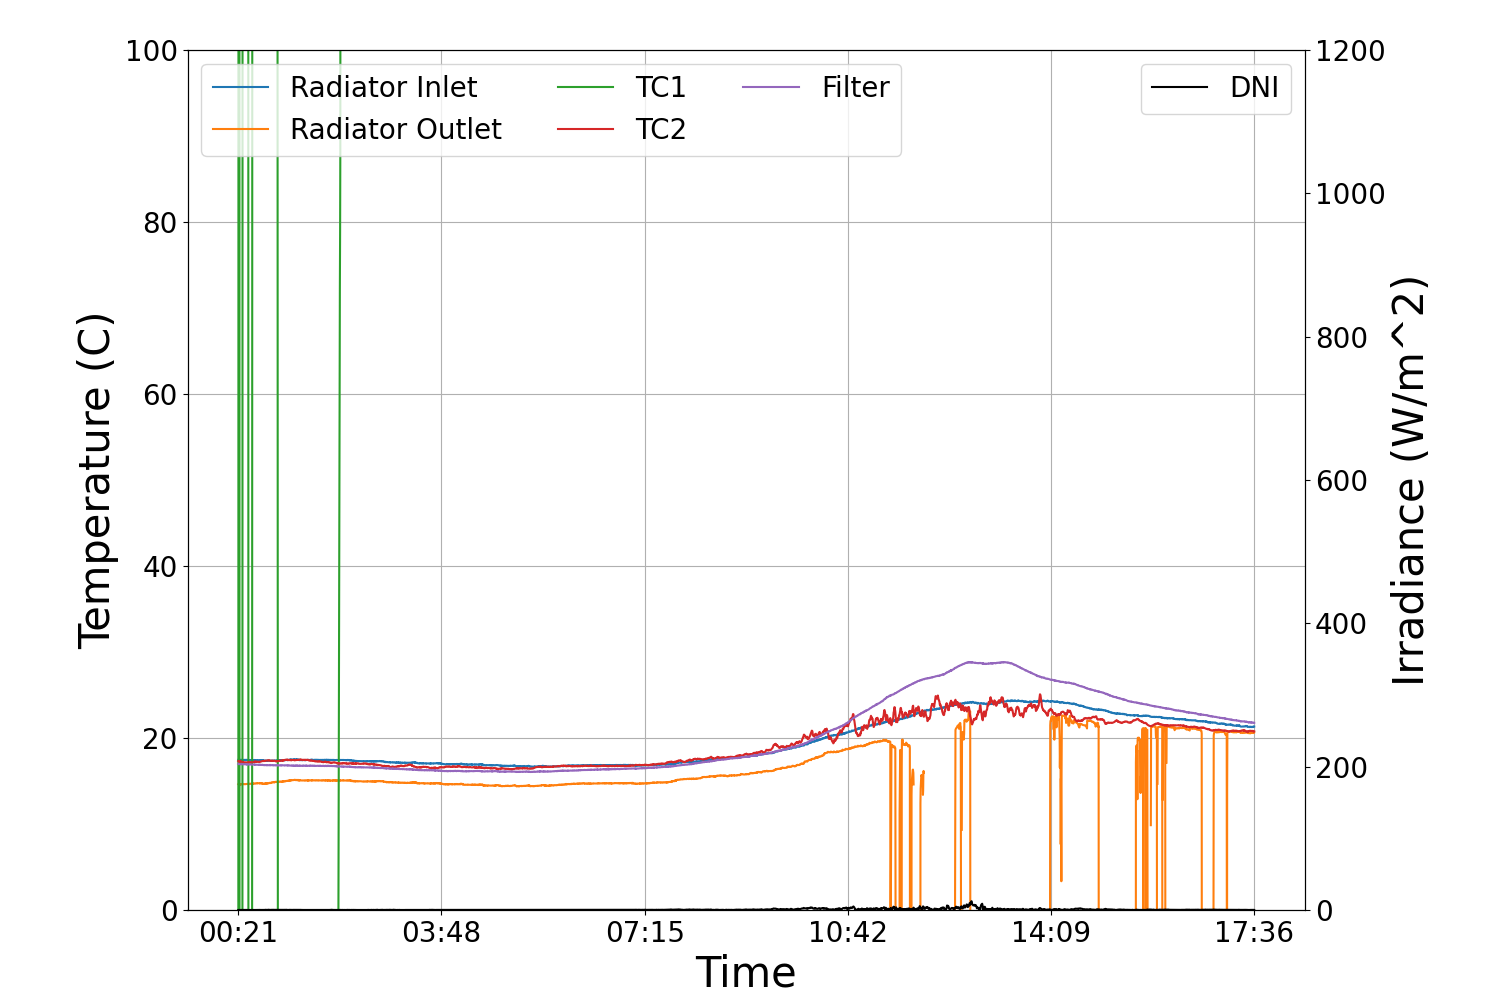 100
80
60
40
20
0
Temperature (C)
Radiator Inlet
Radiator Outlet
TC1
TC2
Filter
DNI
1200
1000
800
600
400
200
0
Irradiance (W/m^2)
00:21 03:48 07:15 10:42 14:09 17:36
Time